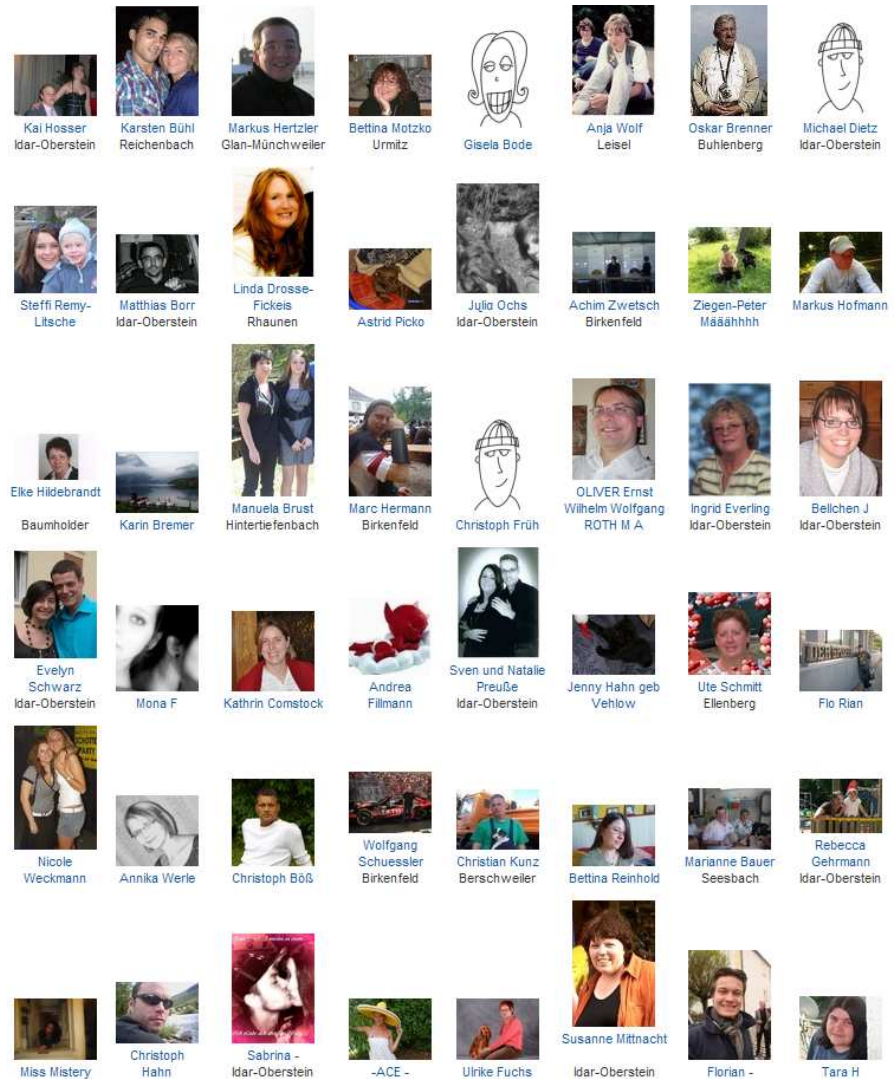 Kai Hosser
Idar-Oberstein
Karsten Bühl
Reichenbach
Markus Hertzler
Glan-Münchweiler
Bettina Motzko
Urmitz
Gisela Bode
Anja Wolf
Leisel
Oskar Brenner
Buhlenberg
Michael Dietz
Idar-Oberstein
Steffi Remy-
Litsche
Matthias Borr
Idar-Oberstein
Linda Drosse-
Fickeis
Rhaunen
Astrid Picko
Julia Ochs
Idar-Oberstein
Achim Zwetsch
Birkenfeld
Ziegen-Peter
Määähhhh
Markus Hofmann
Elke Hildebrandt
Baumholder
Karin Bremer
Manuela Brust
Hintertiefenbach
Marc Hermann
Birkenfeld
Christoph Früh
OLIVER Ernst
Wilhelm Wolfgang
ROTH M A
Ingrid Everling
Idar-Oberstein
Bellchen J
Idar-Oberstein
Evelyn
Schwarz
Idar-Oberstein
Mona F
Kathrin Comstock
Andrea
Fillmann
Sven und Natalie
Preuße
Idar-Oberstein
Jenny Hahn geb
Vehlow
Ute Schmitt
Ellenberg
Flo Rian
Nicole
Weckmann
Annika Werle
Christoph Böß
Wolfgang
Schuessler
Birkenfeld
Christian Kunz
Berschweiler
Bettina Reinhold
Marianne Bauer
Seesbach
Rebecca
Gehrmann
Idar-Oberstein
Miss Mistery
Christoph
Hahn
Sabrina -
Idar-Oberstein
-ACE -
Ulrike Fuchs
Susanne Mittnacht
Idar-Oberstein
Florian -
Tara H